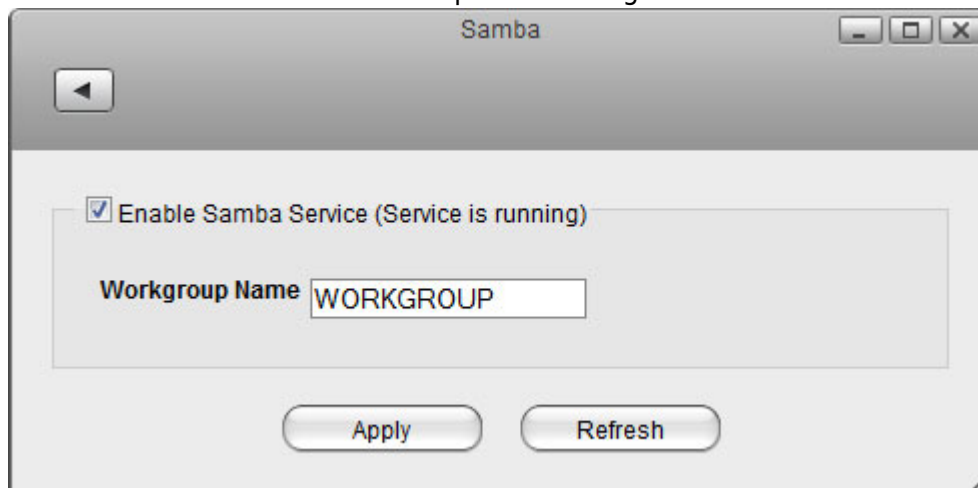 Samba
Enable Samba Service (Service is running)
Workgroup Name WORKGROUP
Apply Refresh